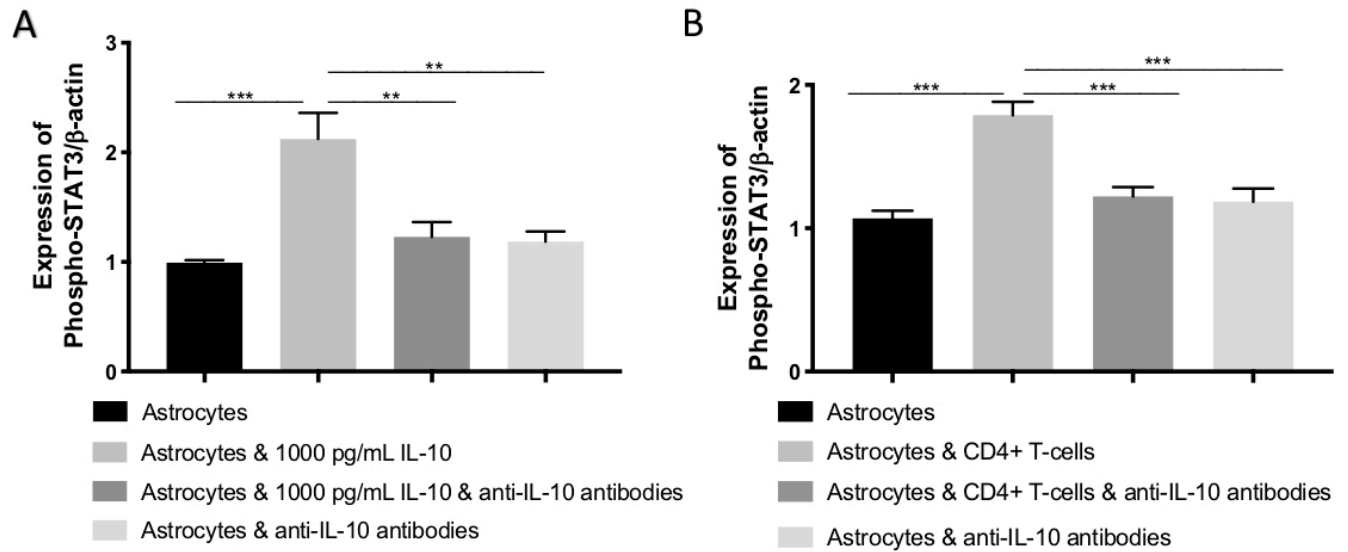 A
Expression of
Phospho-STAT3/β-actin
3
2
1
0
***
**
**
Astrocytes
Astrocytes & 1000 pg/mL IL-10
Astrocytes & 1000 pg/mL IL-10 & anti-IL-10 antibodies
Astrocytes & anti-IL-10 antibodies
B
Expression of
Phospho-STAT3/β-actin
2
1
0
***
***
***
Astrocytes
Astrocytes & CD4+ T-cells
Astrocytes & CD4+ T-cells & anti-IL-10 antibodies
Astrocytes & anti-IL-10 antibodies